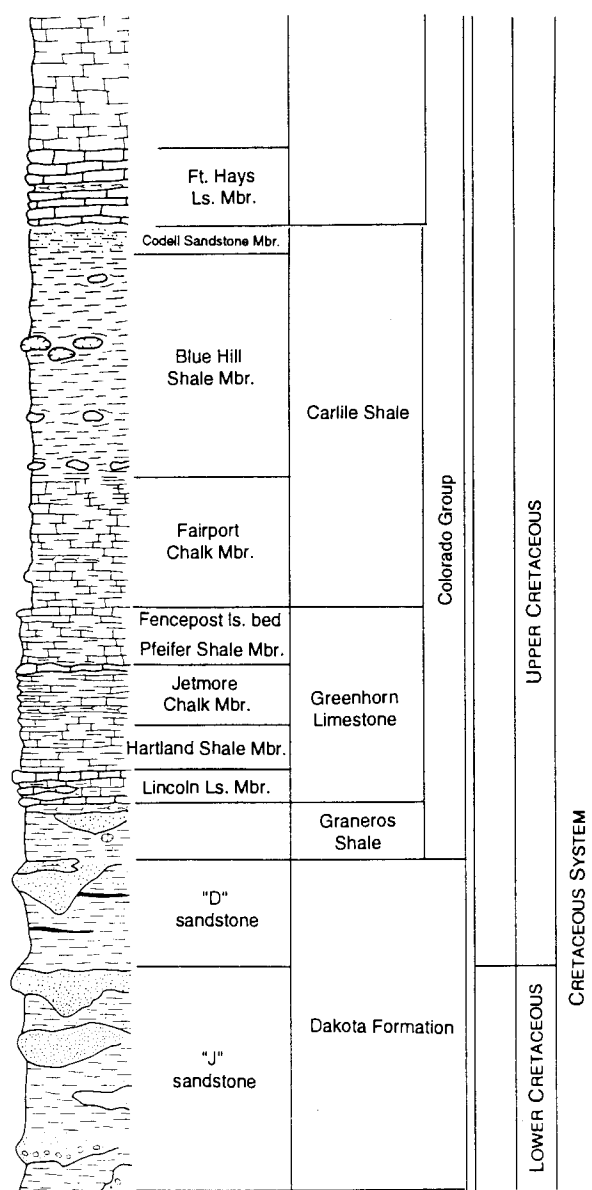 Ft. Hays
Ls. Mbr.
Codell Sandstone Mbr.
Blue Hill
Shale Mbr.
Carlile Shale
Fairport
Chalk Mbr.
Colorado Group
Fencepost ls. bed
Pfeifer Shale Mbr.
Jetmore
Chalk Mbr.
Greenhorn
Limestone
Hartland Shale Mbr.
Lincoln Ls. Mbr.
Graneros
Shale
"D"
sandstone
Dakota Formation
"J"
sandstone
UPPER CRETACEOUS
LOWER CRETACEOUS
CRETACEOUS SYSTEM